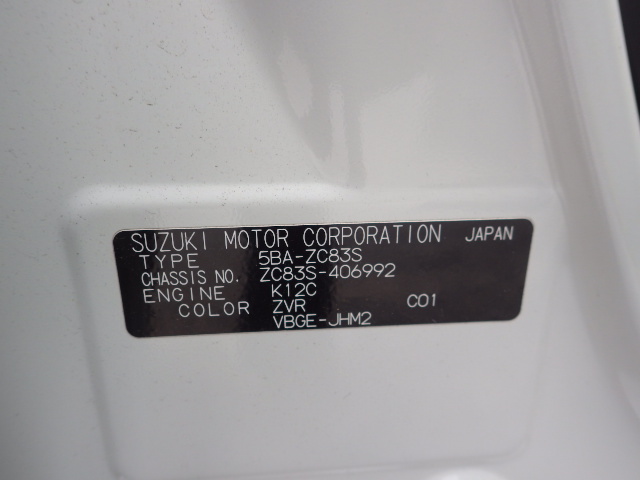 SUZUKI MOTOR CORPORATION JAPAN
TYPE 5BA-ZC83S
CHASSIS NO. ZC83S-406992
ENGINE K12C
COLOR ZVR C01
VBGE-JHM2